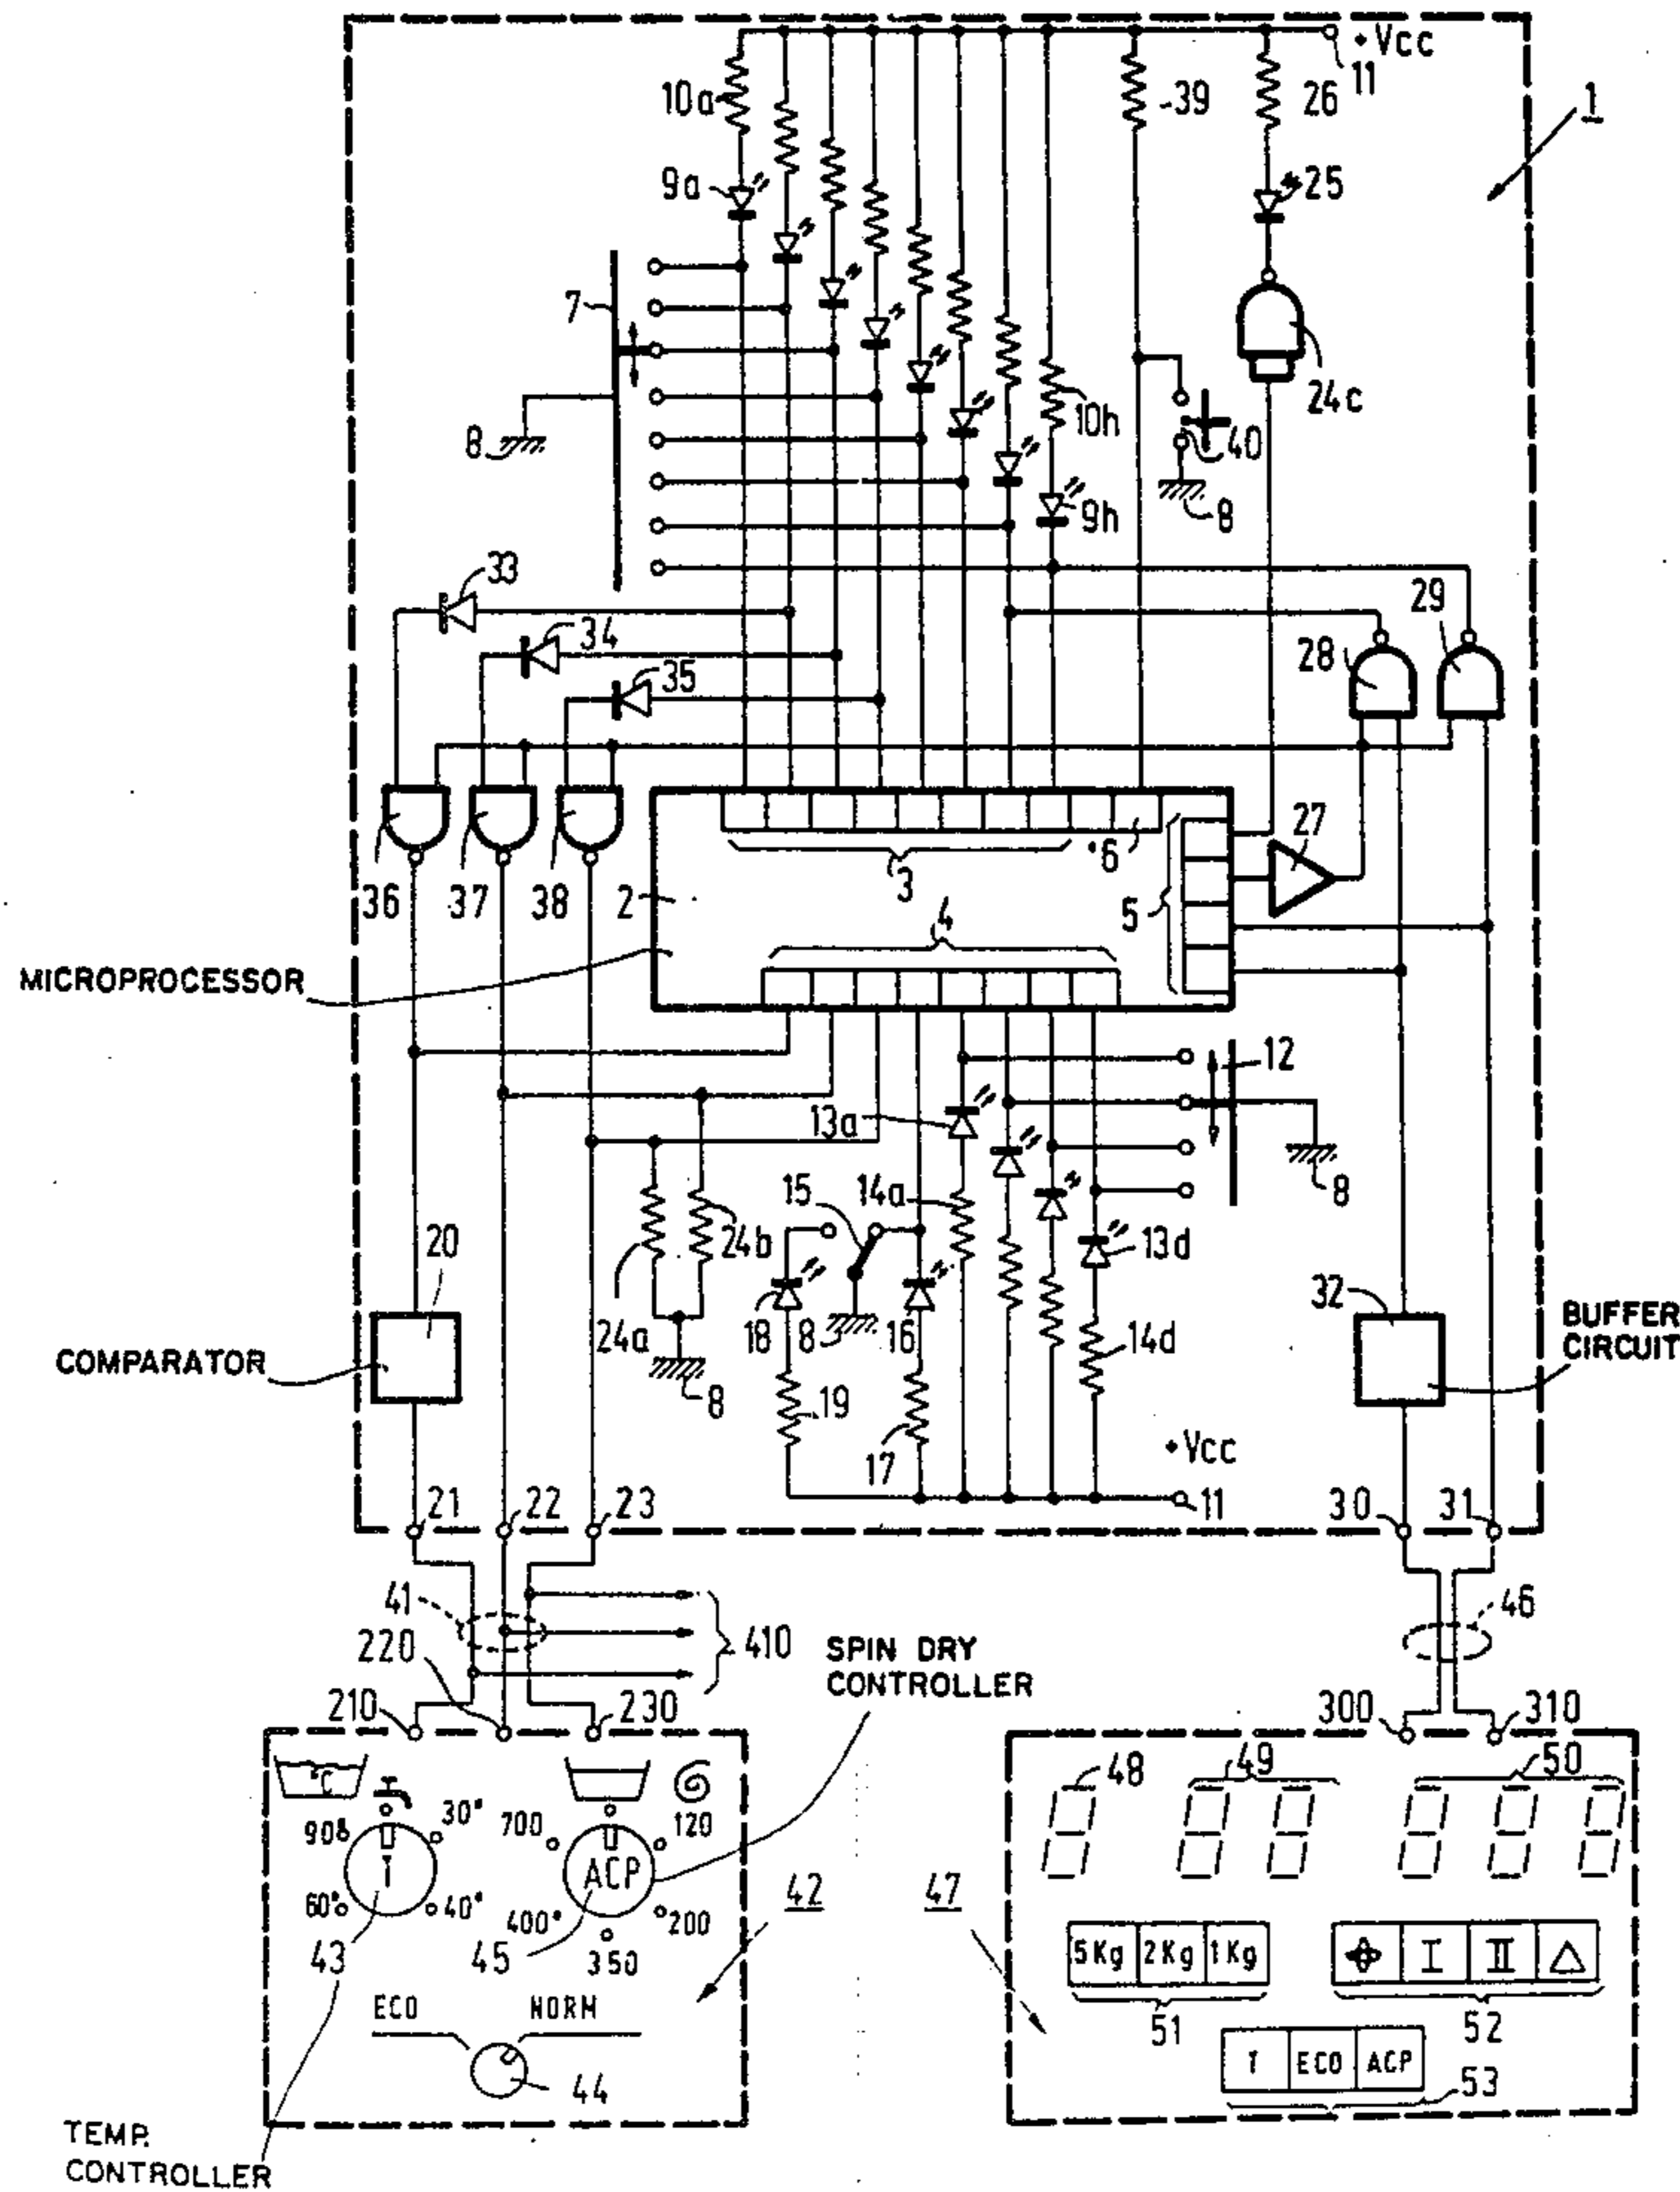 +Vcc
11
10a
39
26
1
9a
25
7
10h
24c
8
40
9h
8
33
29
34
28
35
36
37
38
2
3
6
27
5
4
MICROPROCESSOR
12
13a
8
15
14a
24b
13d
20
32
BUFFER
CIRCUIT
24a
18
8
16
14d
COMPARATOR
8
19
17
+Vcc
21
22
23
11
30
31
41
46
220
410
SPIN DRY
CONTROLLER
210
230
300
310
°C
48
49
50
90°
30°
700
120
T
ACP
60°
40°
400°
200
42
47
43
45
350
5Kg
2Kg
1Kg
I
II
ECO
NORM
51
52
44
T
ECO
ACP
53
TEMP.
CONTROLLER